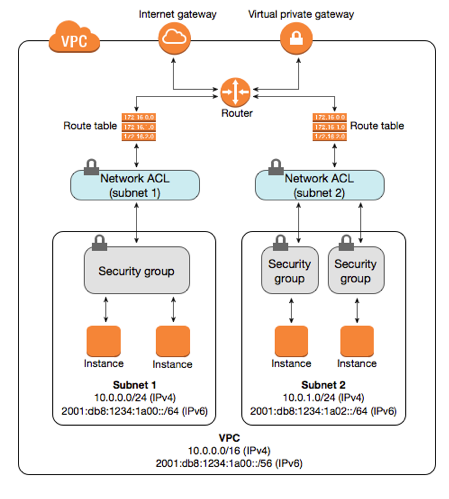 Internet gateway
Virtual private gateway
VPC
Router
172.16.0.0
172.16.1.0
172.16.2.0
Route table
172.16.0.0
172.16.1.0
172.16.2.0
Route table
Network ACL
(subnet 1)
Network ACL
(subnet 2)
Security group
Security
group
Security
group
Instance
Instance
Instance
Instance
Subnet 1
10.0.0.0/24 (IPv4)
2001:db8:1234:1a00::/64 (IPv6)
Subnet 2
10.0.1.0/24 (IPv4)
2001:db8:1234:1a02::/64 (IPv6)
VPC
10.0.0.0/16 (IPv4)
2001:db8:1234:1a00::/56 (IPv6)